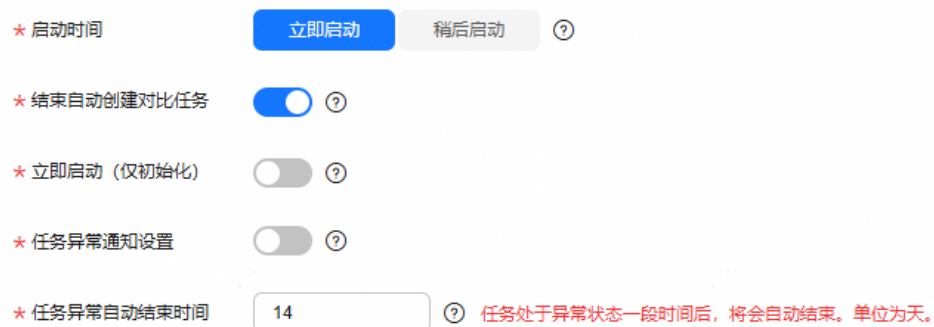 * 启动时间 立即启动 稍后启动 ?
* 结束自动创建对比任务 ?
* 立即启动（仅初始化） ?
* 任务异常通知设置 ?
* 任务异常自动结束时间 14 ? 任务处于异常状态一段时间后，将会自动结束。单位为天。